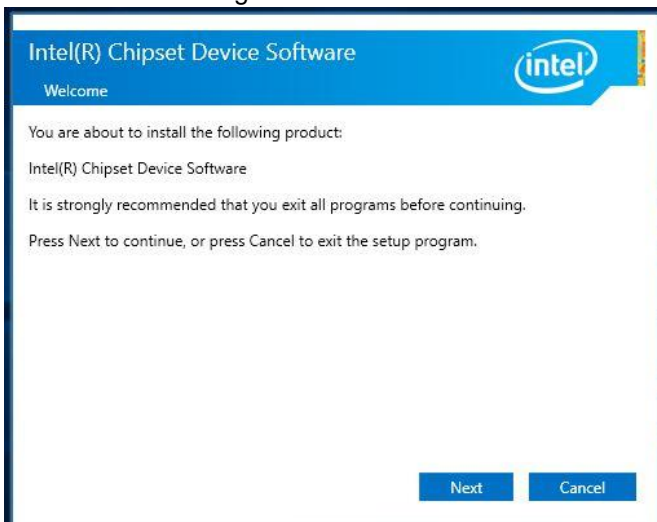 Intel(R) Chipset Device Software
intel
Welcome
You are about to install the following product:
Intel(R) Chipset Device Software
It is strongly recommended that you exit all programs before continuing.
Press Next to continue, or press Cancel to exit the setup program.
Next
Cancel